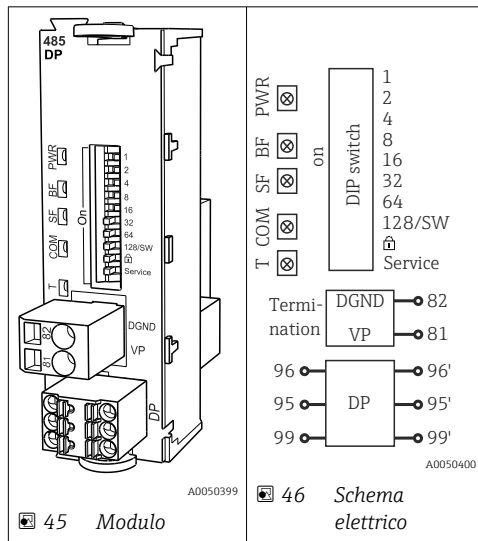 485
DP
PWR
BF
SF
COM
T
On
1
2
4
8
16
32
64
128/SW
Service
82
81
DGND
VP
DP
A0050399
45 Modulo
PWR
BF
SF
COM
T
on
DIP switch
1
2
4
8
16
32
64
128/SW
Service
Termi-
nation
DGND
VP
82
81
96
95
99
DP
96'
95'
99'
A0050400
46 Schema
elettrico